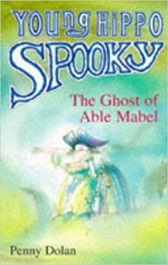 YOUNG HIPPO
SPOOKY
The Ghost of
Able Mabel
Penny Dolan